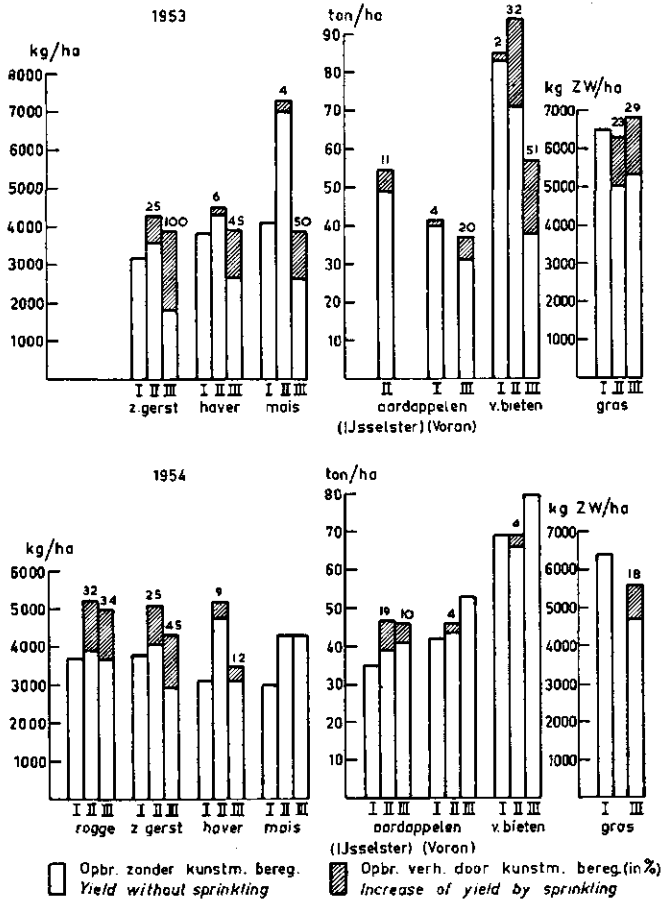 1953
kg/ha
8000
7000
6000
5000
4000
3000
2000
1000
25
100
6
45
4
50
I II III I II III I II III
z.gerst haver mais
ton/ha
90
80
70
60
50
40
30
20
10
11
4
20
2
32
51
II I III I II III
aardappelen v.bieten
(IJsselster) (Voran)
kg ZW/ha
7000
6000
5000
4000
3000
2000
1000
23
29
I II III
gras
1954
kg/ha
6000
5000
4000
3000
2000
1000
32
34
25
45
9
12
I II III I II III I II III I II III
rogge z gerst haver mais
ton/ha
80
70
60
50
40
30
20
10
19
10
4
I II III I II III I II III
aardappelen v.bieten
(IJsselster) (Voran)
kg ZW/ha
7000
6000
5000
4000
3000
2000
1000
18
I III
gras
Opbr. zonder kunstm. bereg.
Yield without sprinkling
Opbr. verh. door kunstm. bereg.(in%)
Increase of yield by sprinkling